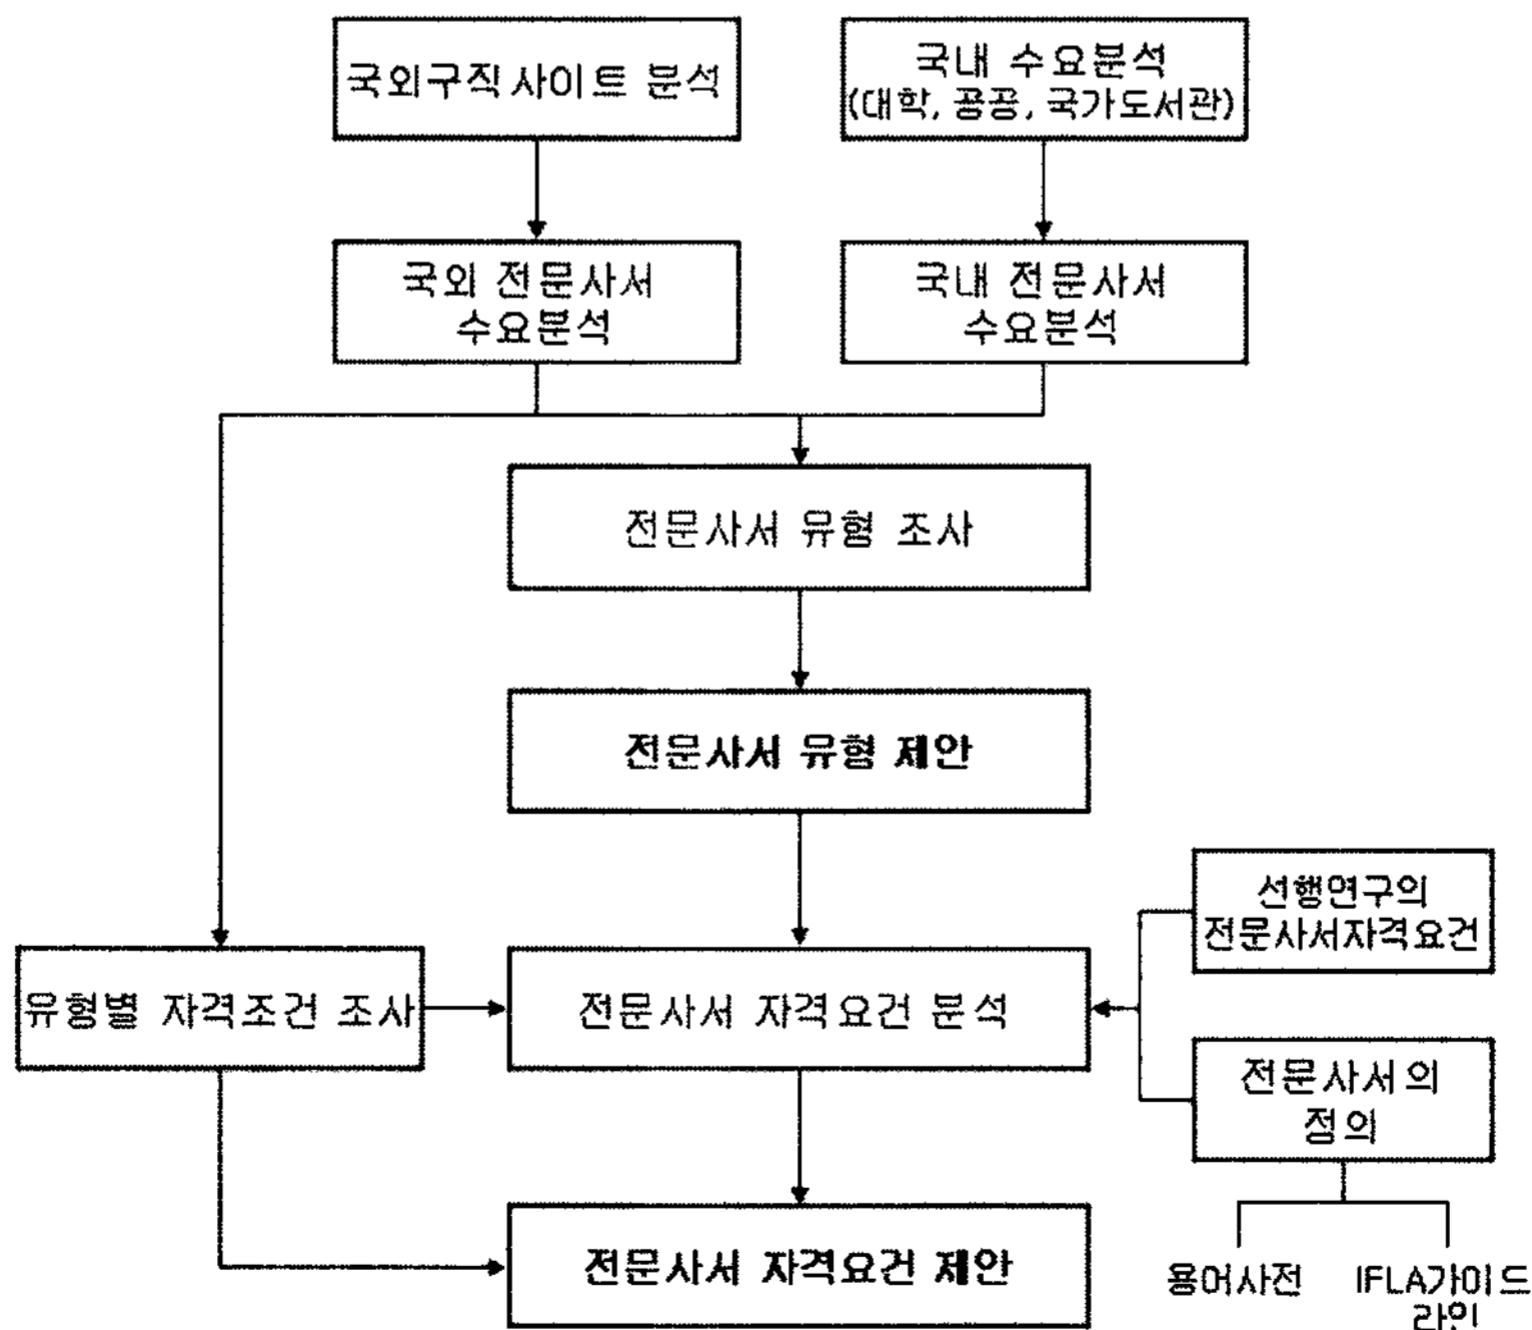 국외구직사이트 분석
국내 수요분석
(대학, 공공, 국가도서관)
국외 전문사서
수요분석
국내 전문사서
수요분석
전문사서 유형 조사
전문사서 유형 제안
선행연구의
전문사서자격요건
유형별 자격조건 조사
전문사서 자격요건 분석
전문사서의
정의
전문사서 자격요건 제안
용어사전
IFLA가이드
라인